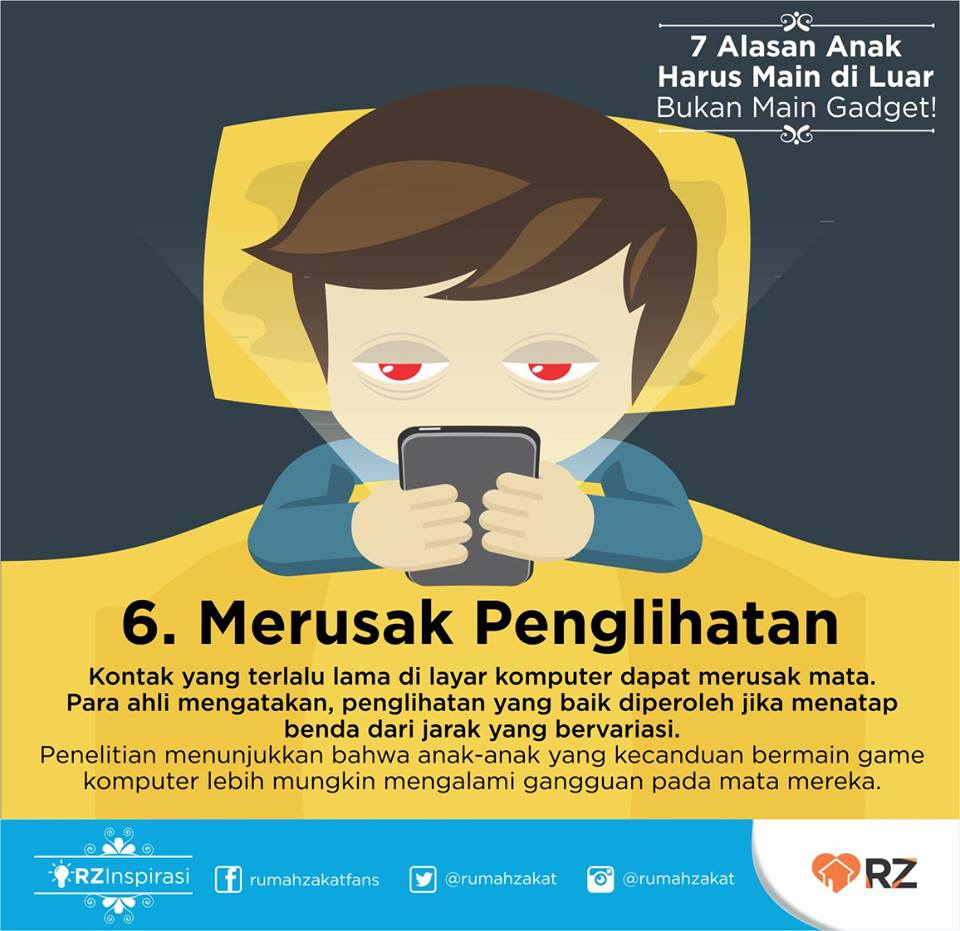 7 Alasan Anak
Harus Main di Luar
Bukan Main Gadget!
6. Merusak Penglihatan
Kontak yang terlalu lama di layar komputer dapat merusak mata.
Para ahli mengatakan, penglihatan yang baik diperoleh jika menatap
benda dari jarak yang bervariasi.
Penelitian menunjukkan bahwa anak-anak yang kecanduan bermain game
komputer lebih mungkin mengalami gangguan pada mata mereka.
RZInspirasi
rumahzakatfans
@rumahzakat
@rumahzakat
RZ